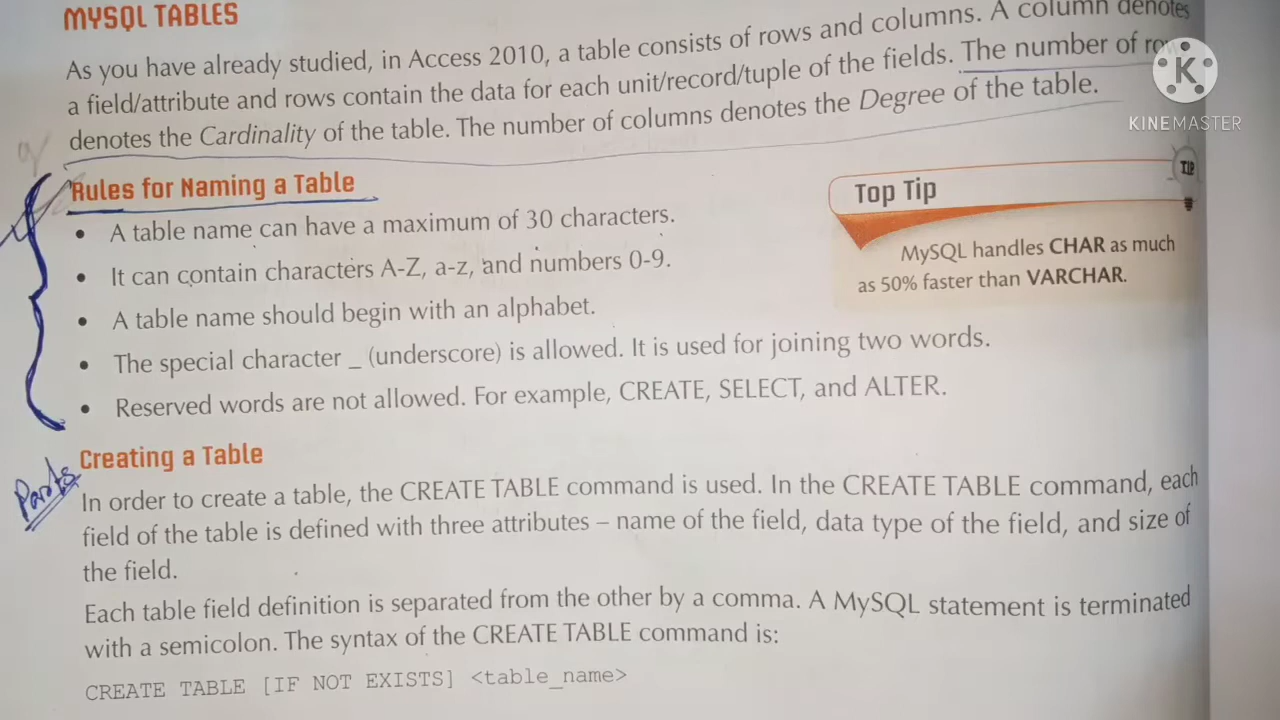 MYSQL TABLES
As you have already studied, in Access 2010, a table consists of rows and columns. A column denotes
a field/attribute and rows contain the data for each unit/record/tuple of the fields. The number of
denotes the Cardinality of the table. The number of columns denotes the Degree of the table.
Rules for Naming a Table
• A table name can have a maximum of 30 characters.
• It can contain characters A-Z, a-z, and numbers 0-9.
• A table name should begin with an alphabet.
• The special character _ (underscore) is allowed. It is used for joining two words.
• Reserved words are not allowed. For example, CREATE, SELECT, and ALTER.
TIP
Top Tip
MySQL handles CHAR as much
as 50% faster than VARCHAR.
Creating a Table
In order to create a table, the CREATE TABLE command is used. In the CREATE TABLE command, each
field of the table is defined with three attributes – name of the field, data type of the field, and size of
the field.
Each table field definition is separated from the other by a comma. A MySQL statement is terminated
with a semicolon. The syntax of the CREATE TABLE command is:
CREATE TABLE [IF NOT EXISTS] <table_name>
K
KINEMASTER